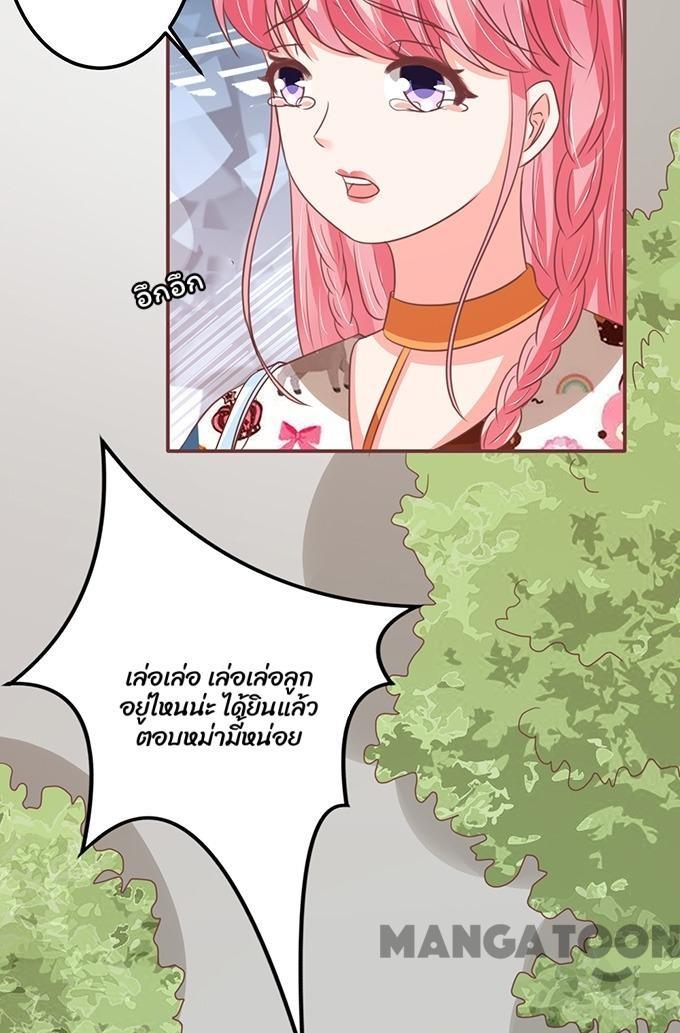 อึกอึก
เล่อเล่อ เล่อเล่อลูก
อยู่ไหนน่ะ ได้ยินแล้ว
ตอบหม่ามี้หน่อย
MANGATOON